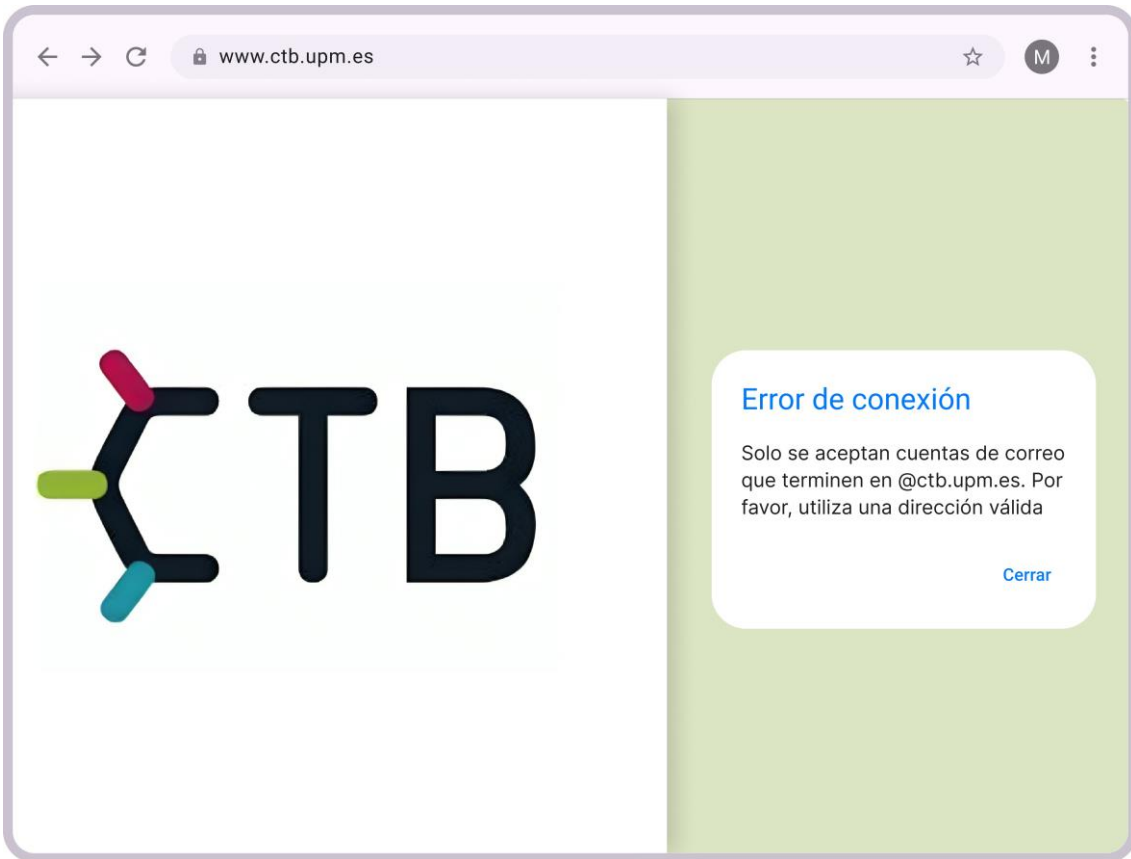 www.ctb.upm.es
M
CTB
Error de conexión
Solo se aceptan cuentas de correo
que terminen en @ctb.upm.es. Por
favor, utiliza una dirección válida
Cerrar